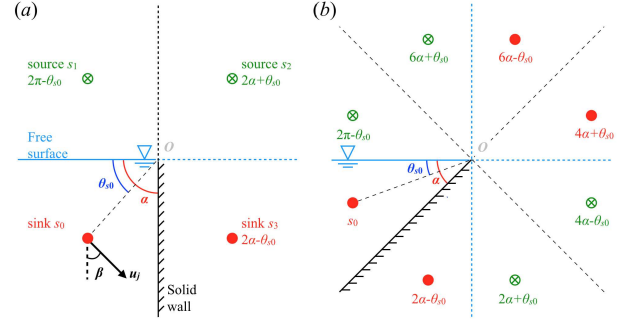 (a)
source s₁
2π-θₛ₀
source s₂
2α+θₛ₀
Free
surface
O
θₛ₀
α
sink s₀
β
uⱼ
sink s₃
2α-θₛ₀
Solid
wall
(b)
6α+θₛ₀
6α-θₛ₀
2π-θₛ₀
4α+θₛ₀
O
θₛ₀
α
s₀
4α-θₛ₀
2α-θₛ₀
2α+θₛ₀